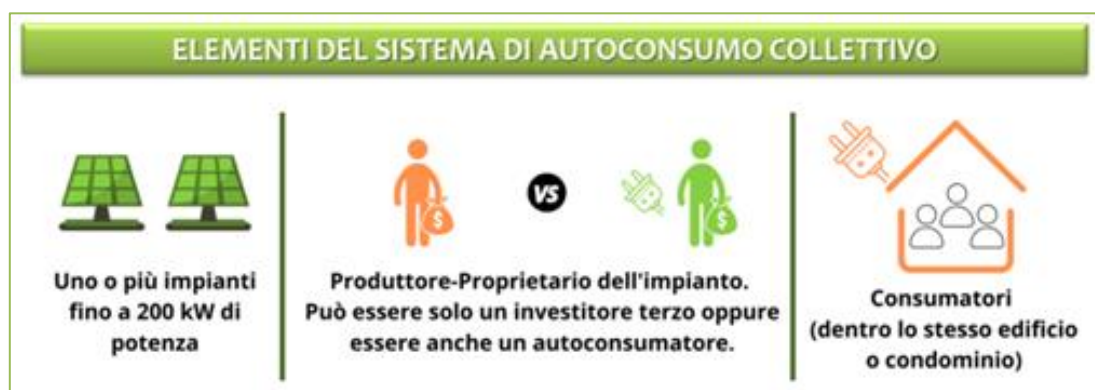 ELEMENTI DEL SISTEMA DI AUTOCONSUMO COLLETTIVO
Uno o più impianti
fino a 200 kW di
potenza
$
VS
$
Produttore-Proprietario dell'impianto.
Può essere solo un investitore terzo oppure
essere anche un autoconsumatore.
Consumatori
(dentro lo stesso edificio
o condominio)